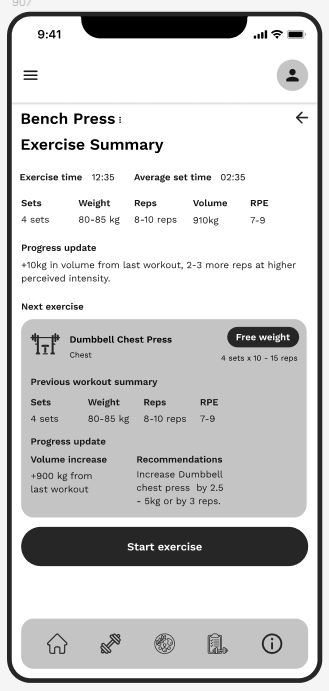 907
9:41
Bench Press :
Exercise Summary
Exercise time 12:35 Average set time 02:35
Sets Weight Reps Volume RPE
4 sets 80-85 kg 8-10 reps 910kg 7-9
Progress update
+10kg in volume from last workout, 2-3 more reps at higher
perceived intensity.
Next exercise
Dumbbell Chest Press Free weight
Chest 4 sets x 10 - 15 reps
Previous workout summary
Sets Weight Reps RPE
4 sets 80-85 kg 8-10 reps 7-9
Progress update
Volume increase
+900 kg from
last workout
Recommendations
Increase Dumbbell
chest press by 2.5
- 5kg or by 3 reps.
Start exercise